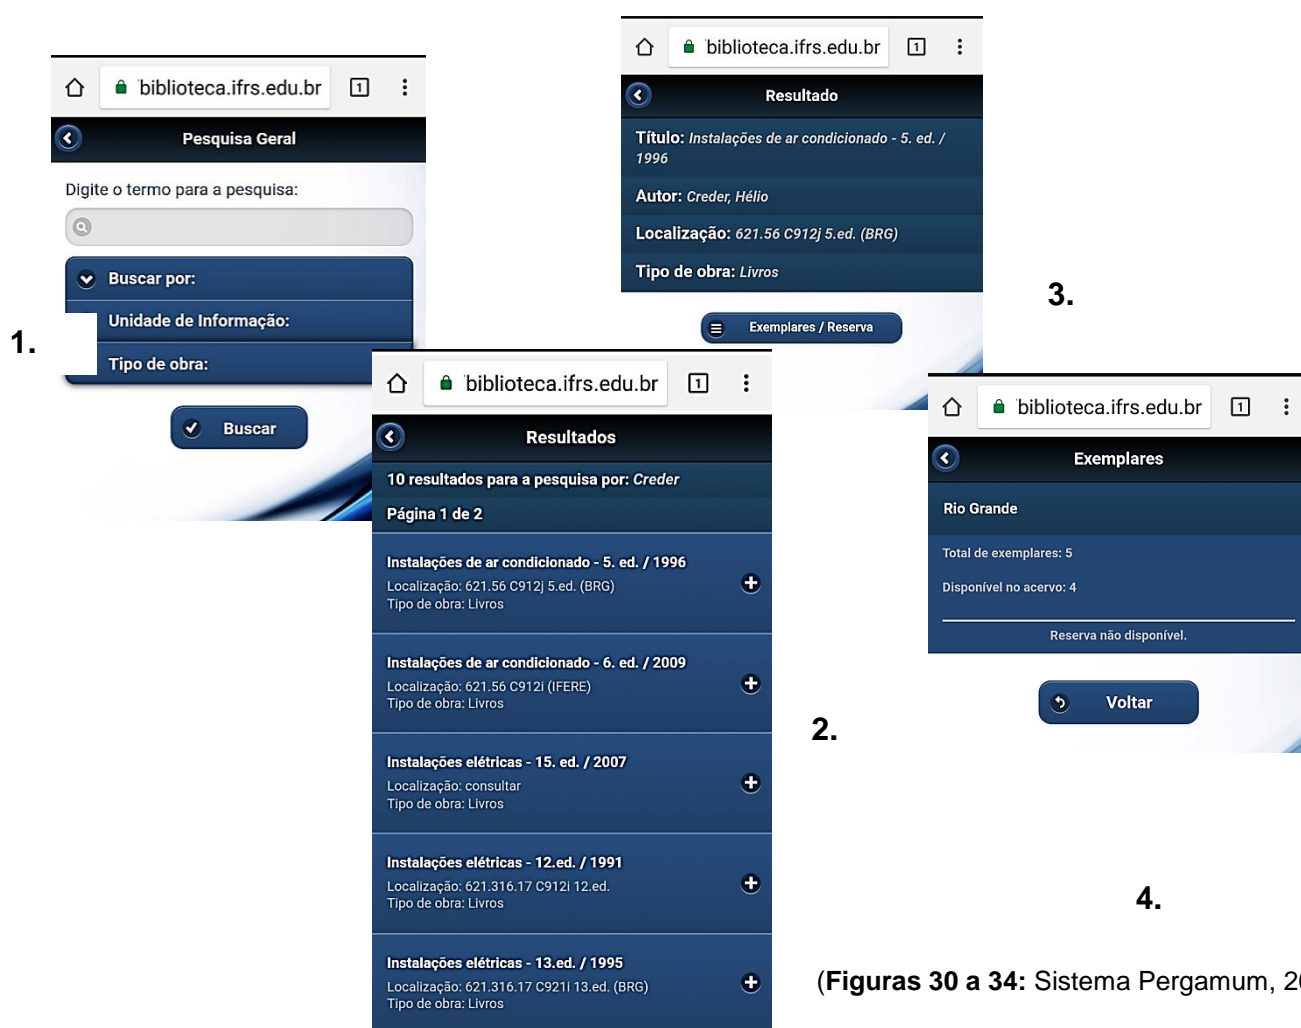 biblioteca.ifrs.edu.br
1
Pesquisa Geral
Digite o termo para a pesquisa:
Buscar por:
Unidade de Informação:
Tipo de obra:
Buscar
1.
biblioteca.ifrs.edu.br
1
Resultados
10 resultados para a pesquisa por: Creder
Página 1 de 2
Instalações de ar condicionado - 5. ed. / 1996
Localização: 621.56 C912j 5.ed. (BRG)
Tipo de obra: Livros
Instalações de ar condicionado - 6. ed. / 2009
Localização: 621.56 C912i (IFERE)
Tipo de obra: Livros
Instalações elétricas - 15. ed. / 2007
Localização: consultar
Tipo de obra: Livros
Instalações elétricas - 12.ed. / 1991
Localização: 621.316.17 C912i 12.ed.
Tipo de obra: Livros
Instalações elétricas - 13.ed. / 1995
Localização: 621.316.17 C921i 13.ed. (BRG)
Tipo de obra: Livros
2.
biblioteca.ifrs.edu.br
1
Resultado
Título: Instalações de ar condicionado - 5. ed. /
1996
Autor: Creder, Hélio
Localização: 621.56 C912j 5.ed. (BRG)
Tipo de obra: Livros
Exemplares / Reserva
3.
biblioteca.ifrs.edu.br
1
Exemplares
Rio Grande
Total de exemplares: 5
Disponível no acervo: 4
Reserva não disponível.
Voltar
4.
(Figuras 30 a 34: Sistema Pergamum,